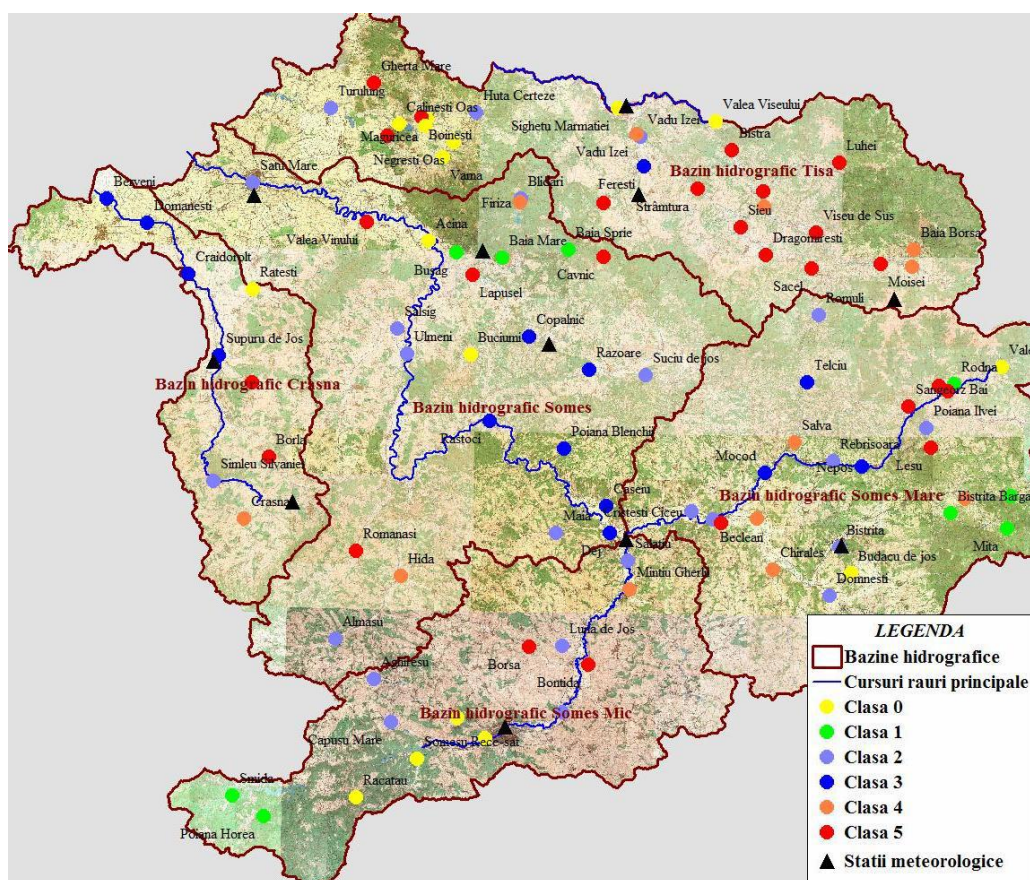 Gherta Mare
Turulung
Huta Certeze
Calinesti Oas
Valea Viseului
Sighetu Marmatiei
Vadu Izei
Maguricea
Boinesti
Bistra
Negresti Oas
Vadu Izei
Luhei
Satu Mare
Vama
Bazin hidrografic Tisa
Berveni
Blidari
Feresti
Firiza
Strâmtura
Domanesti
Sieu
Viseu de Sus
Acina
Valea Vinului
Baia Mare
Baia Sprie
Dragomiresti
Baia Borsa
Craidorolt
Busag
Cavnic
Ratesti
Lapusel
Sacel
Moisei
Romuli
Salsig
Copalnic
Supuru de Jos
Ulmeni
Buciumi
Razoare
Suciu de jos
Telciu
Rodna
Vale
Bazin hidrografic Crasna
Sangeorz Bai
Bazin hidrografic Somes
Poiana Ilvei
Salva
Rastoci
Poiana Blenchii
Rebrisoara
Borla
Mocod
Nepos
Lesu
Simleu Silvaniei
Caseiu
Bazin hidrografic Somes Mare
Bistrita Barga
Crasna
Maia
Cristesti Ciceu
Romanasi
Dej
Salatiu
Beclean
Bistrita
Mita
Hida
Mintiu Gherlii
Chirales
Budacu de jos
Domnesti
Almasu
Luna de Jos
Aghiresu
Borsa
Bontida
Bazin hidrografic Somes Mic
Capusu Mare
Somesu Rece-sat
Smida
Racatau
Poiana Horea
LEGENDA
Bazine hidrografice
Cursuri rauri principale
Clasa 0
Clasa 1
Clasa 2
Clasa 3
Clasa 4
Clasa 5
Statii meteorologice